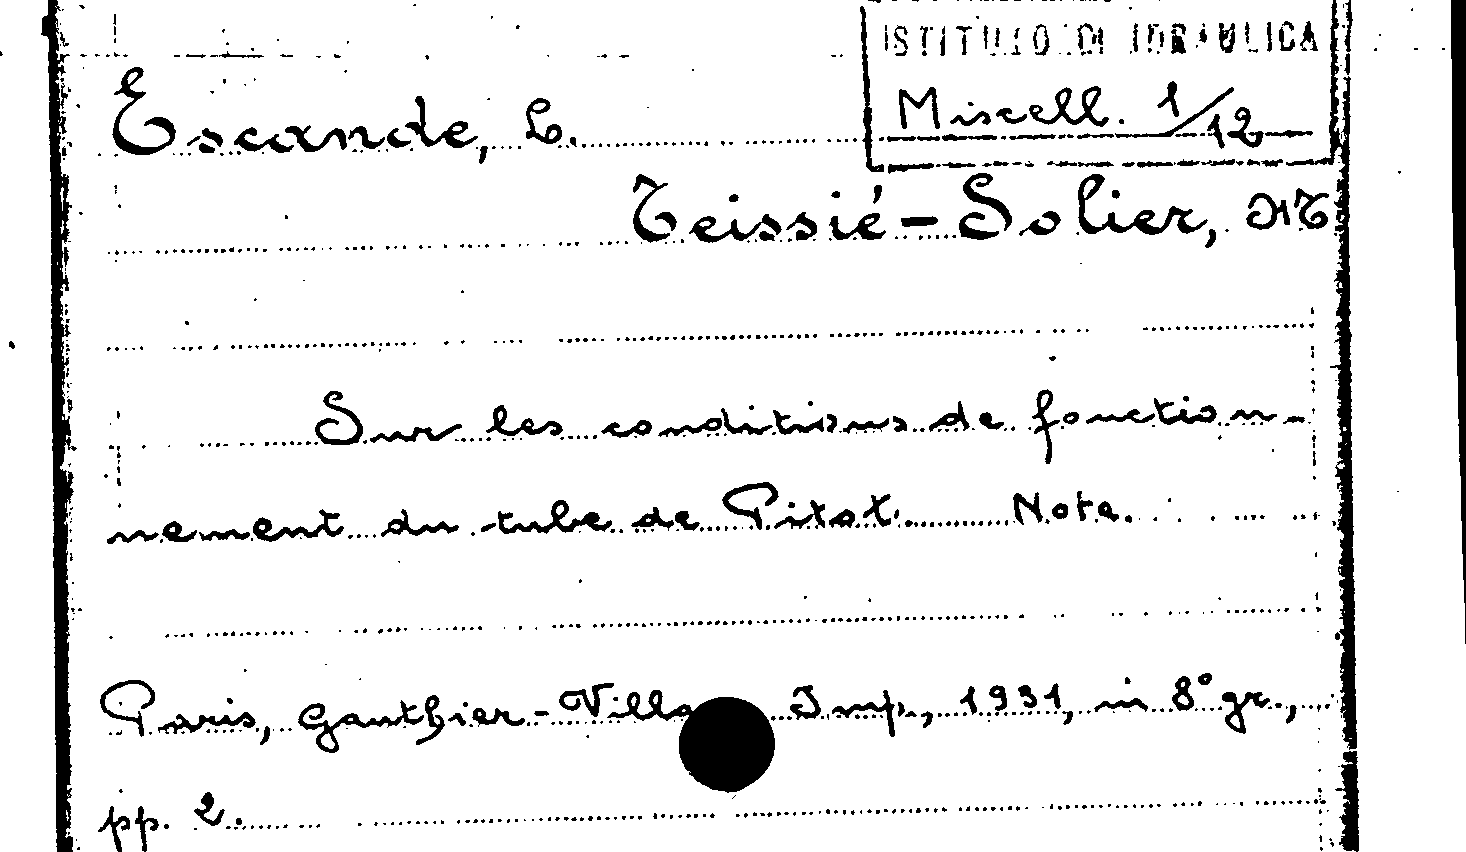 ISTITUTO DI IDRAULICA
Miscell. 1/12
Escande, L.
Teissié-Solier, M
Sur les conditions de fonction-
nement du tube de Pitot. Nota.
Paris, Gauthier-Villa Imp., 1931, in 8° gr.,
pp. 2.